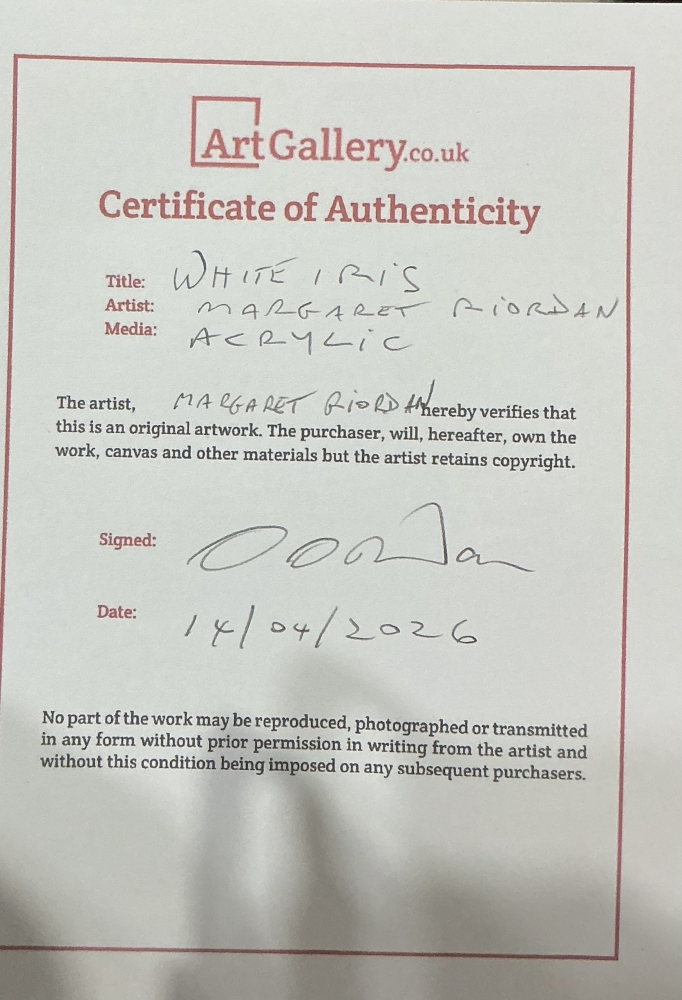 ArtGallery.co.uk
Certificate of Authenticity
Title: WHITE IRIS
Artist: MARGARET RIORDAN
Media: ACRYLIC
The artist, MARGARET RIORDAN hereby verifies that
this is an original artwork. The purchaser, will, hereafter, own the
work, canvas and other materials but the artist retains copyright.
Signed:
Date: 14/04/2026
No part of the work may be reproduced, photographed or transmitted
in any form without prior permission in writing from the artist and
without this condition being imposed on any subsequent purchasers.